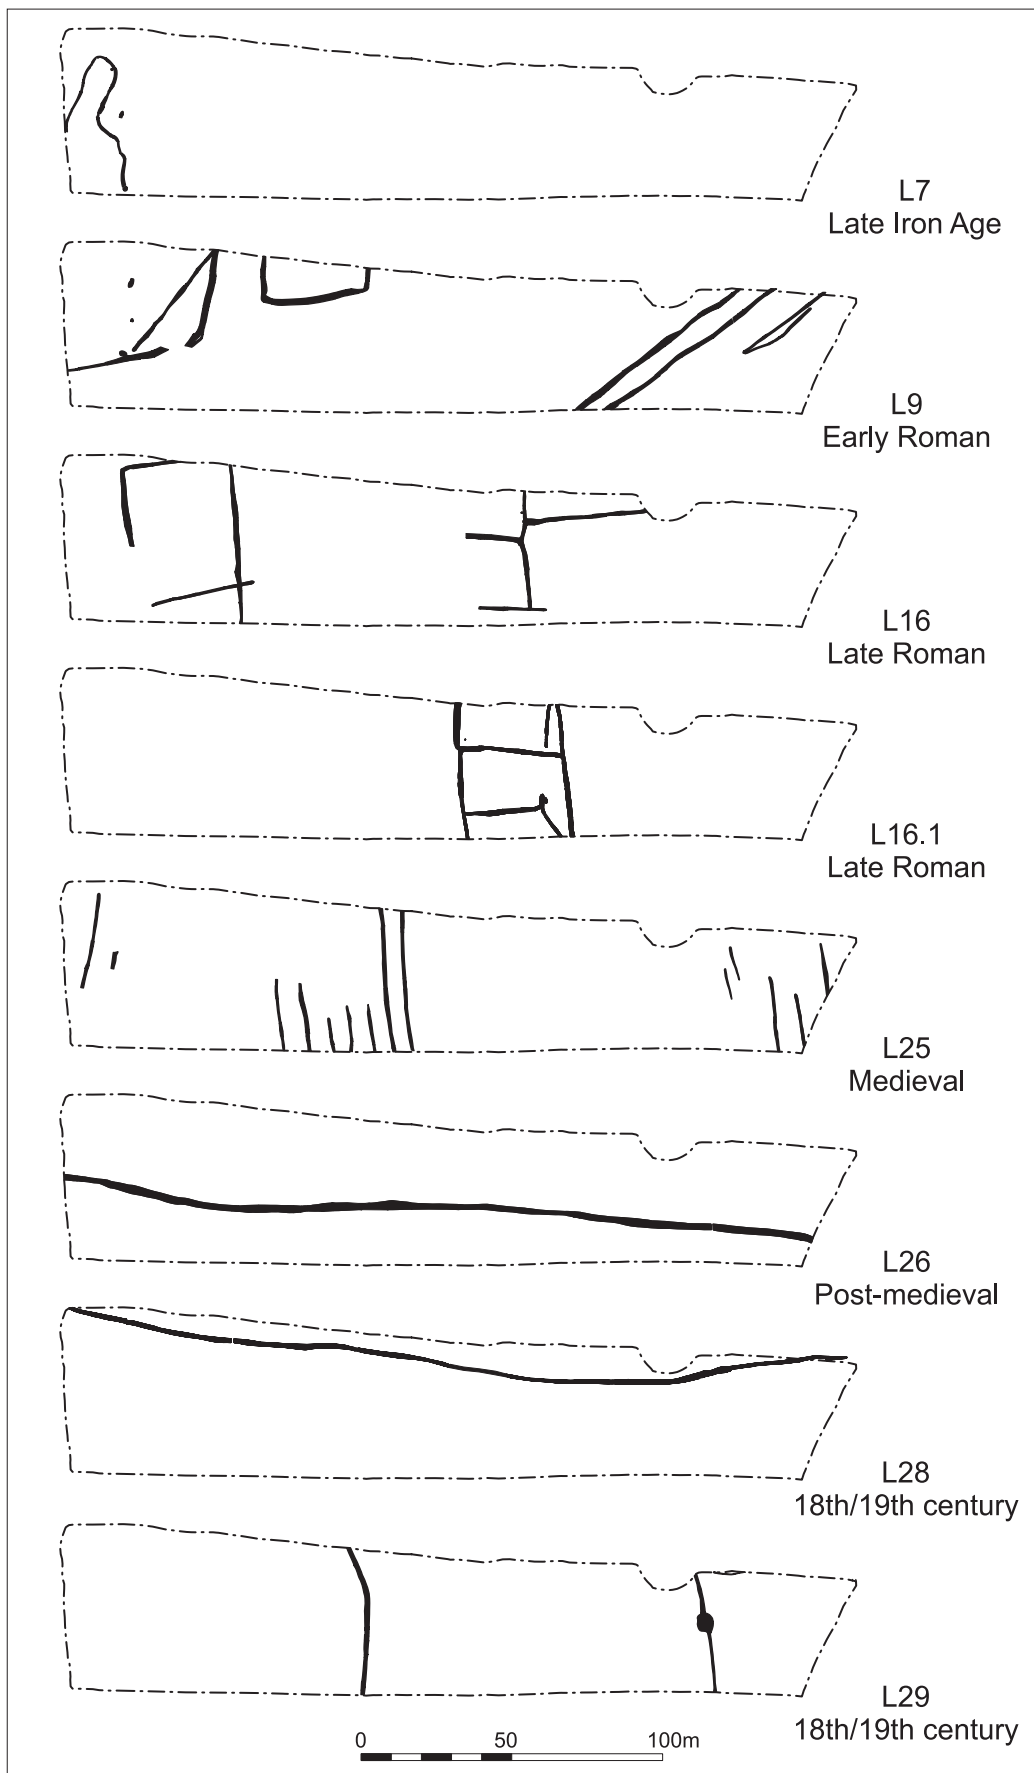 L7
Late Iron Age
L9
Early Roman
L16
Late Roman
L16.1
Late Roman
L25
Medieval
L26
Post-medieval
L28
18th/19th century
L29
18th/19th century
0 50 100m